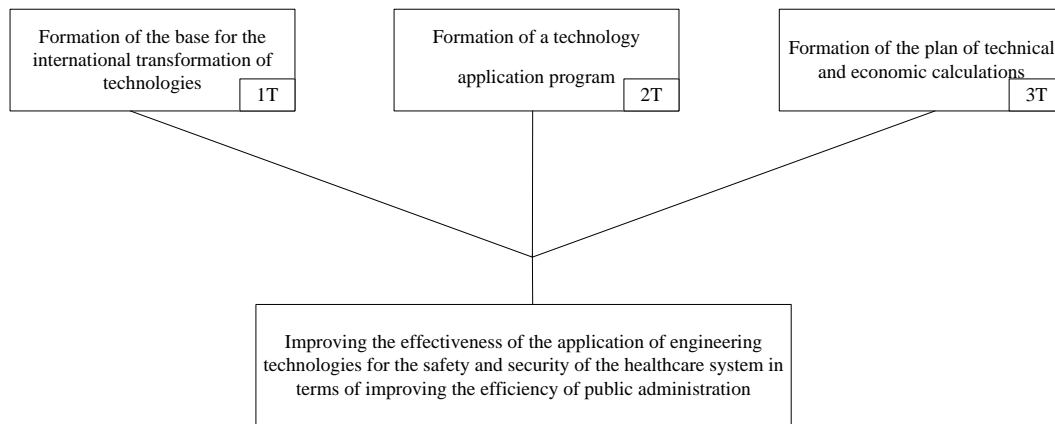 Formation of the base for the
international transformation of
technologies
1T
Formation of a technology
application program
2T
Formation of the plan of technical
and economic calculations
3T
Improving the effectiveness of the application of engineering
technologies for the safety and security of the healthcare system in
terms of improving the efficiency of public administration